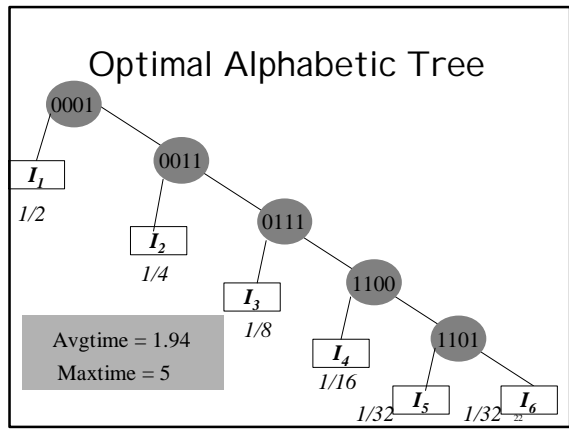 Optimal Alphabetic Tree
0001
0011
I1
1/2
0111
I2
1/4
1100
I3
1/8
1101
I4
1/16
Avgtime = 1.94
Maxtime = 5
I5
I6
1/32
1/32
22